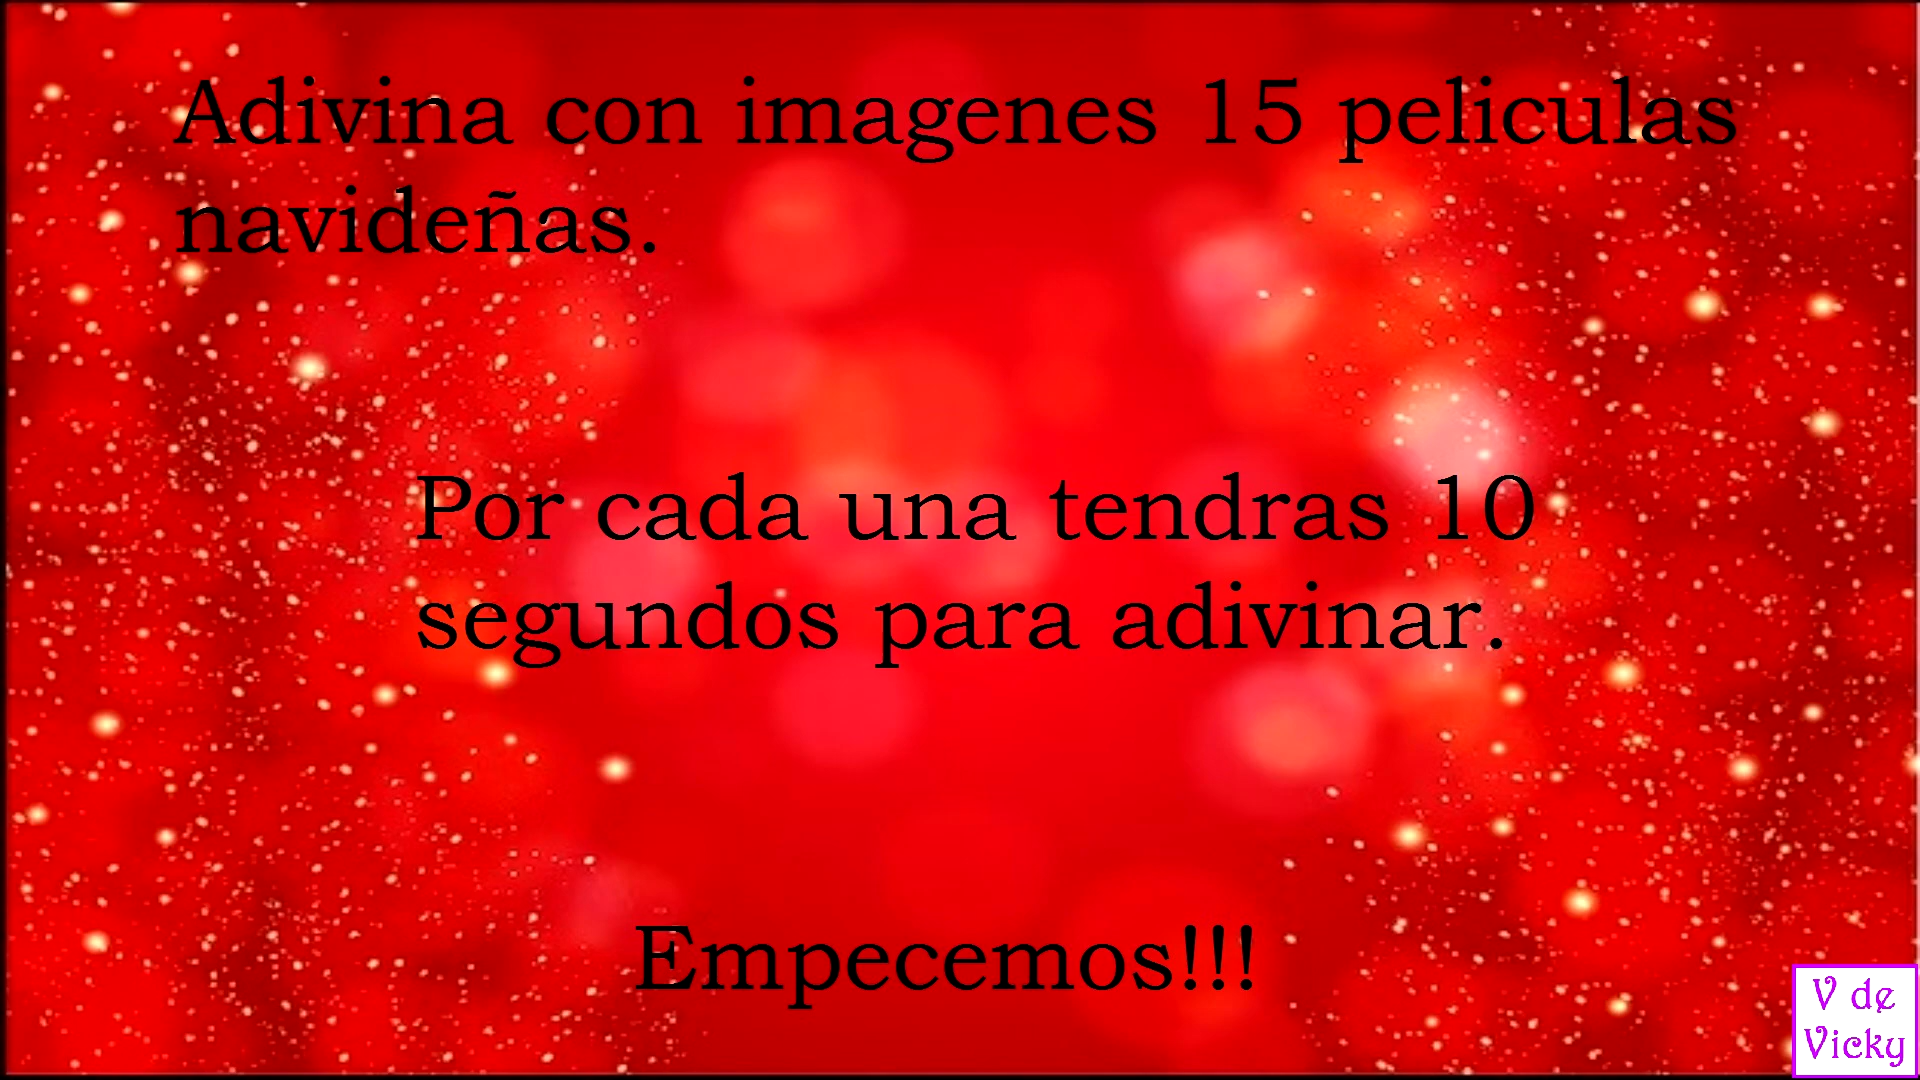 Adivina con imagenes 15 peliculas
navideñas.
Por cada una tendras 10
segundos para adivinar.
Empecemos!!!
V de
Vicky